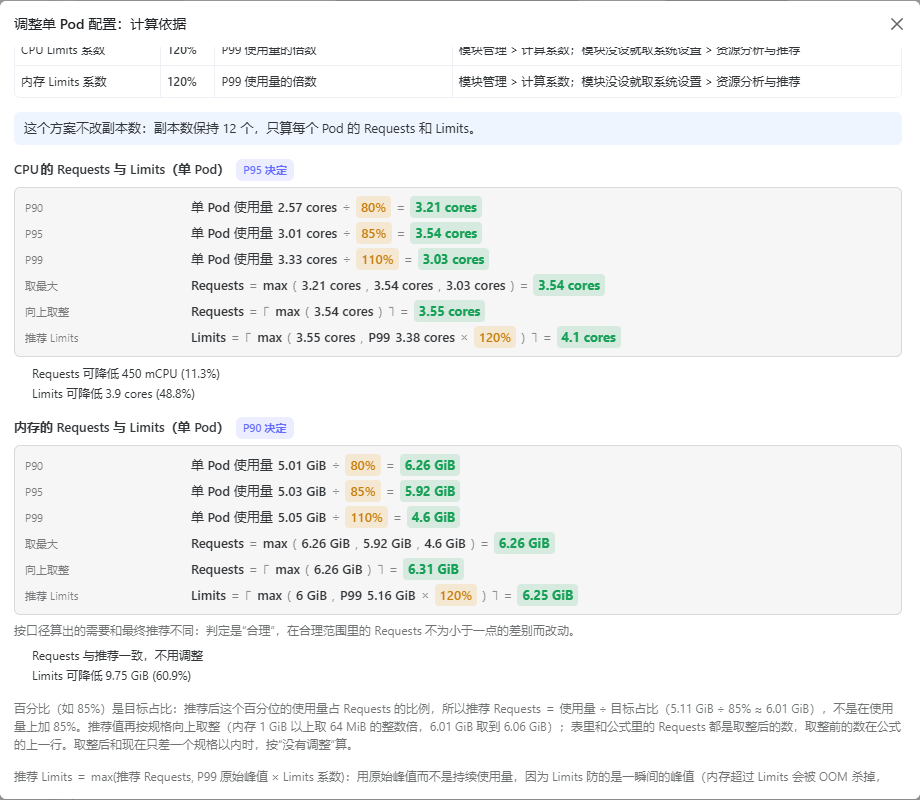 调整单 Pod 配置：计算依据
CPU Limits 系数 120% P99 使用量的倍数 模块管理 > 计算系数；模块没设就取系统设置 > 资源分析与推荐
内存 Limits 系数 120% P99 使用量的倍数 模块管理 > 计算系数；模块没设就取系统设置 > 资源分析与推荐
这个方案不改副本数：副本数保持 12 个，只算每个 Pod 的 Requests 和 Limits。
CPU的 Requests 与 Limits（单 Pod） P95 决定
P90 单 Pod 使用量 2.57 cores ÷ 80% = 3.21 cores
P95 单 Pod 使用量 3.01 cores ÷ 85% = 3.54 cores
P99 单 Pod 使用量 3.33 cores ÷ 110% = 3.03 cores
取最大 Requests = max ( 3.21 cores , 3.54 cores , 3.03 cores ) = 3.54 cores
向上取整 Requests = ⌈ max ( 3.54 cores ) ⌉ = 3.55 cores
推荐 Limits Limits = ⌈ max ( 3.55 cores , P99 3.38 cores × 120% ) ⌉ = 4.1 cores
Requests 可降低 450 mCPU (11.3%)
Limits 可降低 3.9 cores (48.8%)
内存的 Requests 与 Limits（单 Pod） P90 决定
P90 单 Pod 使用量 5.01 GiB ÷ 80% = 6.26 GiB
P95 单 Pod 使用量 5.03 GiB ÷ 85% = 5.92 GiB
P99 单 Pod 使用量 5.05 GiB ÷ 110% = 4.6 GiB
取最大 Requests = max ( 6.26 GiB , 5.92 GiB , 4.6 GiB ) = 6.26 GiB
向上取整 Requests = ⌈ max ( 6.26 GiB ) ⌉ = 6.31 GiB
推荐 Limits Limits = ⌈ max ( 6 GiB , P99 5.16 GiB × 120% ) ⌉ = 6.25 GiB
按口径算出的需要和最终推荐不同：判定是“合理”，在合理范围里的 Requests 不为小于一点的差别而改动。
Requests 与推荐一致，不用调整
Limits 可降低 9.75 GiB (60.9%)
百分比（如 85%）是目标占比：推荐后这个百分位的使用量占 Requests 的比例，所以推荐 Requests = 使用量 ÷ 目标占比（5.11 GiB ÷ 85% ≈ 6.01 GiB），不是在使用
量上加 85%。推荐值再按规格向上取整（内存 1 GiB 以上取 64 MiB 的整数倍，6.01 GiB 取到 6.06 GiB）；表里和公式里的 Requests 都是取整后的数，取整前的数在公式
的上一行。取整后和现在只差一个规格以内时，按“没有调整”算。
推荐 Limits = max(推荐 Requests, P99 原始峰值 × Limits 系数)：用原始峰值而不是持续使用量，因为 Limits 防的是一瞬间的峰值（内存超过 Limits 会被 OOM 杀掉，